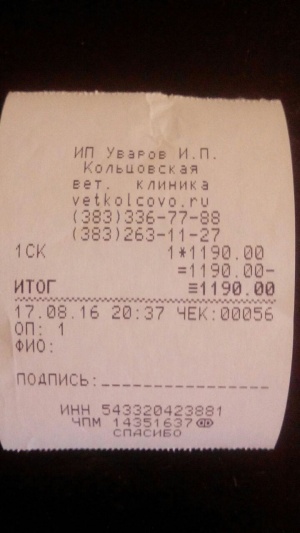 ИП Уваров И.П.
Кольцовская
вет. клиника
vetkolcovo.ru
(383)336-77-88
(383)263-11-27
1СК 1*1190.00
=1190.00-
ИТОГ ≡1190.00
17.08.16 20:37 ЧЕК:00056
ОП: 1
ФИО:
ПОДПИСЬ:_______________
ИНН 543320423881
ЧПМ 14351637
СПАСИБО